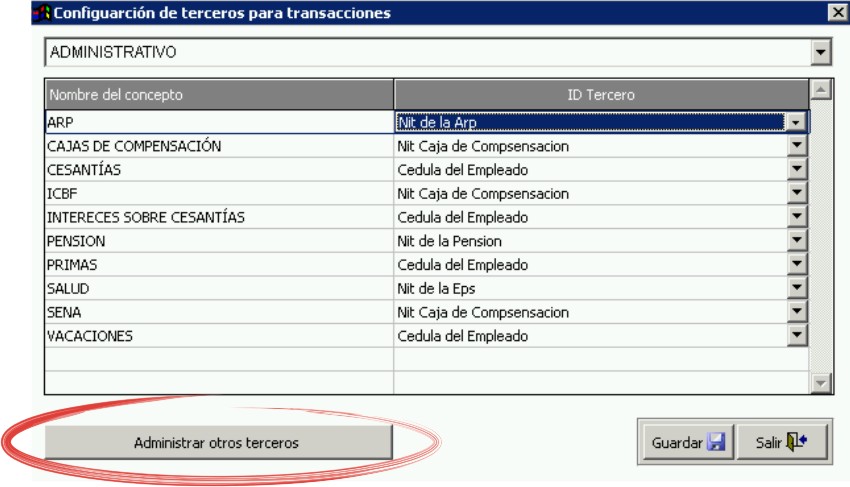 Configuarción de terceros para transacciones
ADMINISTRATIVO
Nombre del concepto ID Tercero
ARP Nit de la Arp
CAJAS DE COMPENSACIÓN Nit Caja de Compsensacion
CESANTÍAS Cedula del Empleado
ICBF Nit Caja de Compsensacion
INTERECES SOBRE CESANTÍAS Cedula del Empleado
PENSION Nit de la Pension
PRIMAS Cedula del Empleado
SALUD Nit de la Eps
SENA Nit Caja de Compsensacion
VACACIONES Cedula del Empleado
Administrar otros terceros Guardar Salir